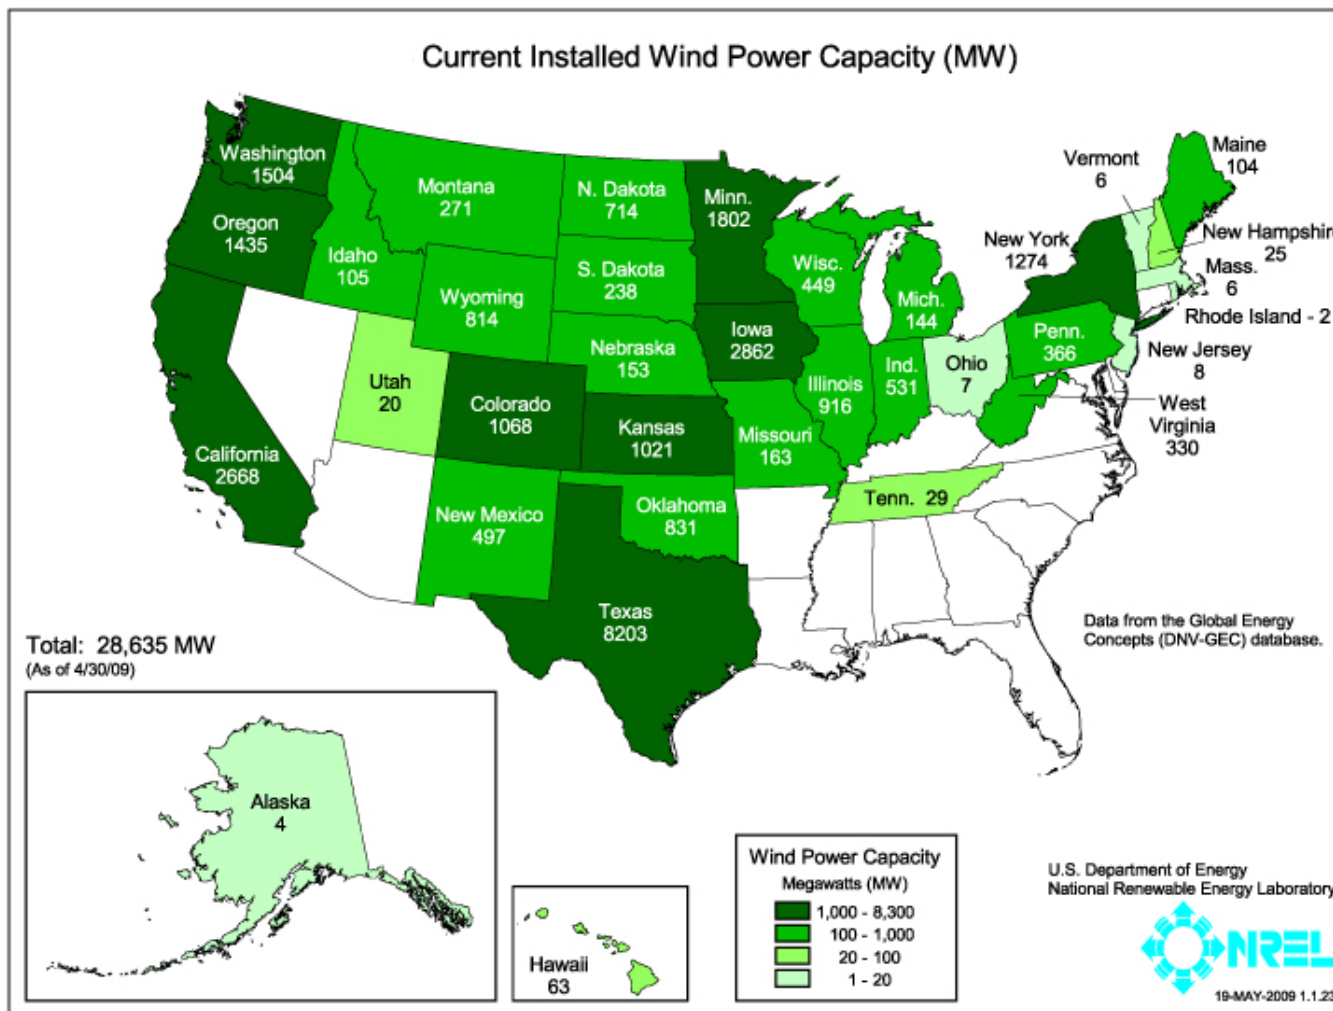 Current Installed Wind Power Capacity (MW)
Washington
1504
Oregon
1435
California
2668
Idaho
105
Montana
271
Wyoming
814
Utah
20
Colorado
1068
New Mexico
497
N. Dakota
714
S. Dakota
238
Nebraska
153
Kansas
1021
Oklahoma
831
Texas
8203
Minn.
1802
Iowa
2862
Missouri
163
Wisc.
449
Illinois
916
Mich.
144
Ind.
531
Ohio
7
Tenn. 29
Penn.
366
New York
1274
Vermont
6
Maine
104
New Hampshire
25
Mass.
6
Rhode Island - 2
New Jersey
8
West
Virginia
330
Data from the Global Energy
Concepts (DNV-GEC) database.
Total: 28,635 MW
(As of 4/30/09)
Alaska
4
Hawaii
63
Wind Power Capacity
Megawatts (MW)
1,000 - 8,300
100 - 1,000
20 - 100
1 - 20
U.S. Department of Energy
National Renewable Energy Laboratory
NREL
19-MAY-2009 1.1.23